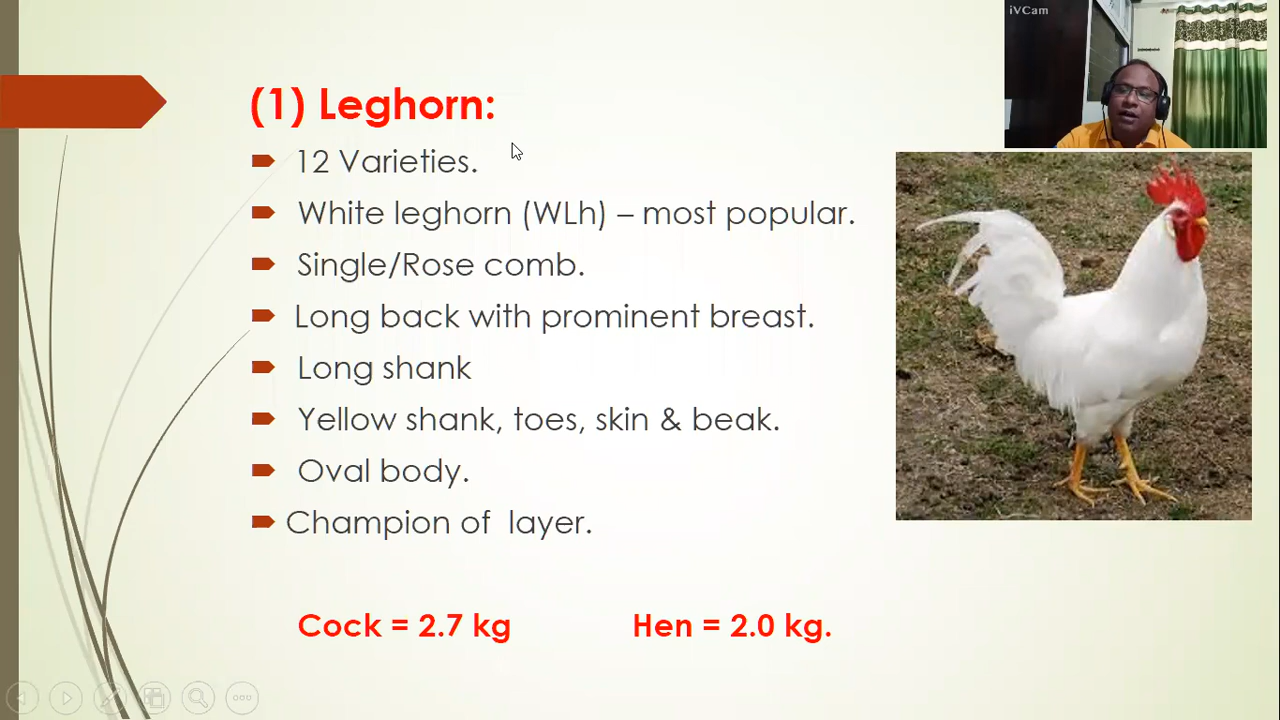 iVCam
(1) Leghorn:
12 Varieties.
White leghorn (WLh) – most popular.
Single/Rose comb.
Long back with prominent breast.
Long shank
Yellow shank, toes, skin & beak.
Oval body.
Champion of layer.
Cock = 2.7 kg Hen = 2.0 kg.